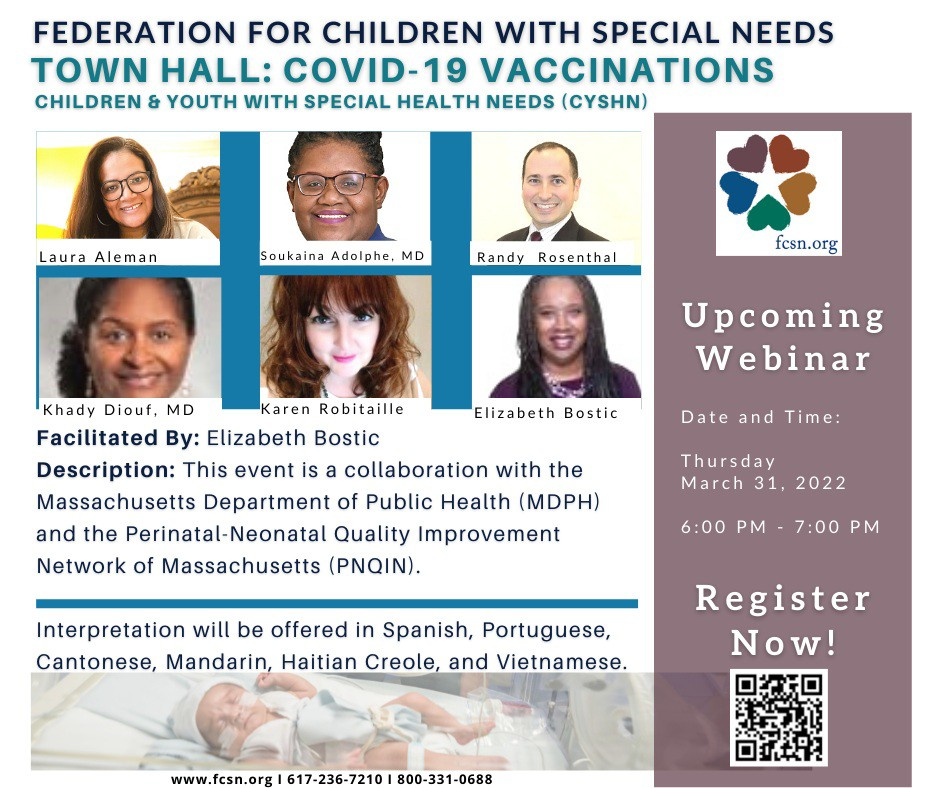 FEDERATION FOR CHILDREN WITH SPECIAL NEEDS
TOWN HALL: COVID-19 VACCINATIONS
CHILDREN & YOUTH WITH SPECIAL HEALTH NEEDS (CYSHN)
Laura Aleman
Soukaina Adolphe, MD
Randy Rosenthal
Khady Diouf, MD
Karen Robitaille
Elizabeth Bostic
Facilitated By: Elizabeth Bostic
Description: This event is a collaboration with the
Massachusetts Department of Public Health (MDPH)
and the Perinatal-Neonatal Quality Improvement
Network of Massachusetts (PNQIN).
Interpretation will be offered in Spanish, Portuguese,
Cantonese, Mandarin, Haitian Creole, and Vietnamese.
www.fcsn.org I 617-236-7210 I 800-331-0688
fcsn.org
Upcoming
Webinar
Date and Time:
Thursday
March 31, 2022
6:00 PM - 7:00 PM
Register
Now!